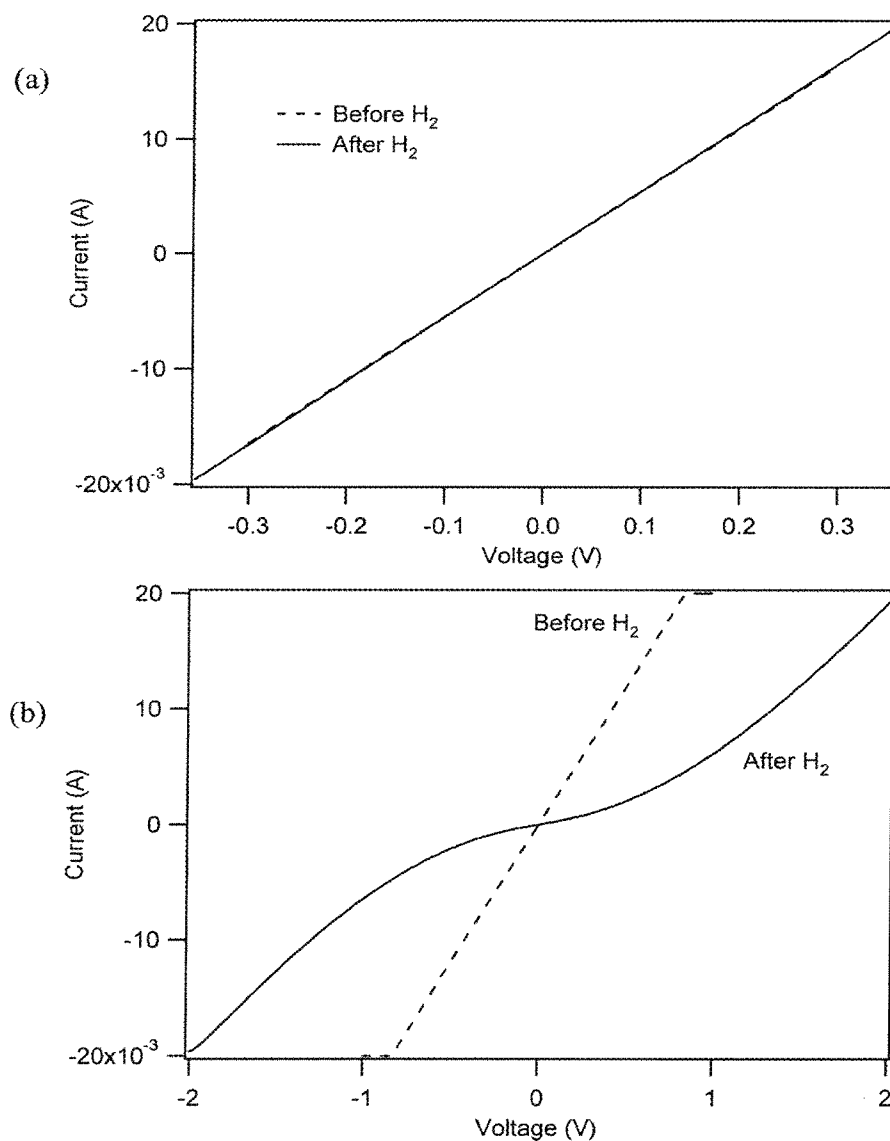 (a)
20
10
0
-10
-20x10⁻³
Current (A)
Before H₂
After H₂
-0.3 -0.2 -0.1 0.0 0.1 0.2 0.3
Voltage (V)
(b)
20
10
0
-10
-20x10⁻³
Current (A)
Before H₂
After H₂
-2 -1 0 1 2
Voltage (V)